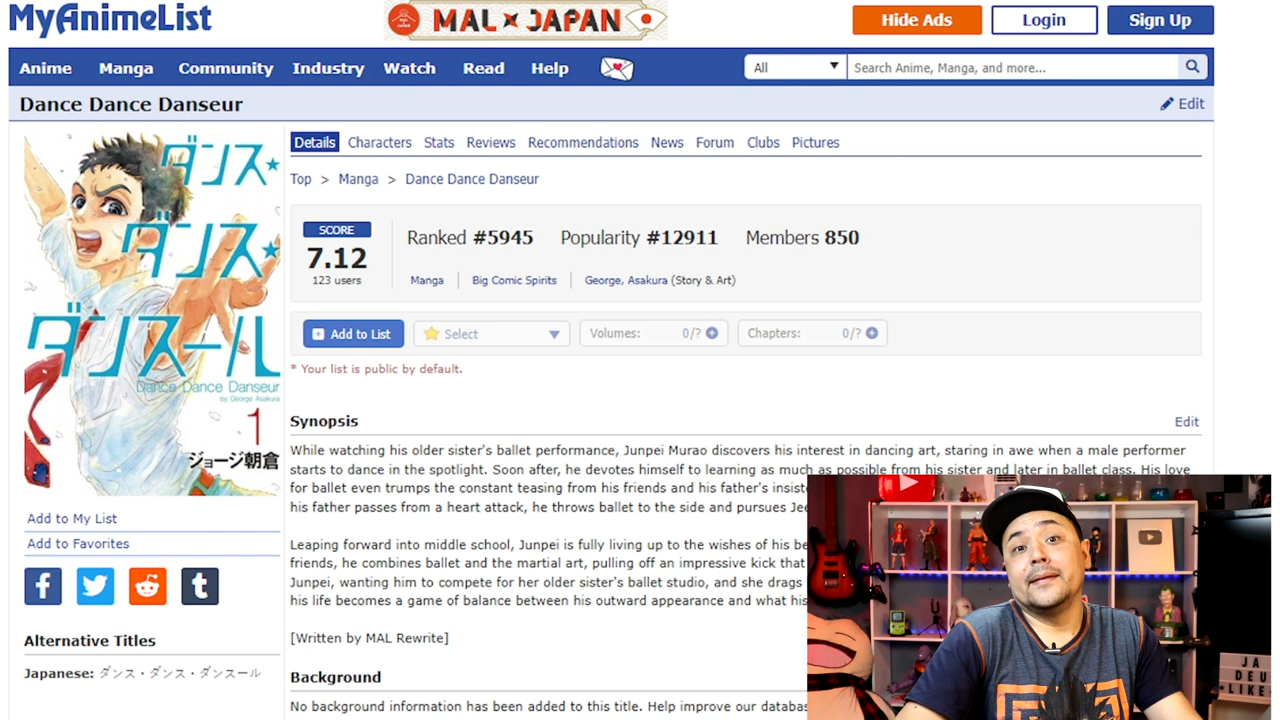 MyAnimeList
MAL × JAPAN
Hide Ads
Login
Sign Up
Anime
Manga
Community
Industry
Watch
Read
Help
All
Search Anime, Manga, and more...
Dance Dance Danseur
Edit
Details
Characters
Stats
Reviews
Recommendations
News
Forum
Clubs
Pictures
Top > Manga > Dance Dance Danseur
SCORE
7.12
123 users
Ranked #5945 Popularity #12911 Members 850
Manga
Big Comic Spirits
George, Asakura (Story & Art)
Add to List
Select
Volumes: 0/?
Chapters: 0/?
* Your list is public by default.
ダンス★
ダンス★
ダンスール
Dance Dance Danseur
by George Asakura
1
ジョージ朝倉
Synopsis
Edit
While watching his older sister's ballet performance, Junpei Murao discovers his interest in dancing art, staring in awe when a male performer
starts to dance in the spotlight. Soon after, he devotes himself to learning as much as possible from his sister and later in ballet class. His love
for ballet even trumps the constant teasing from his friends and his father's
his father passes from a heart attack, he throws ballet to the side and pursues
Leaping forward into middle school, Junpei is fully living up to the wishes of his
friends, he combines ballet and the martial art, pulling off an impressive kick that
Junpei, wanting him to compete for her older sister's ballet studio, and she drags
his life becomes a game of balance between his outward appearance and what his
[Written by MAL Rewrite]
Background
No background information has been added to this title. Help improve our
Add to My List
Add to Favorites
Alternative Titles
Japanese: ダンス・ダンス・ダンスール
JA
DEU
★LIKE